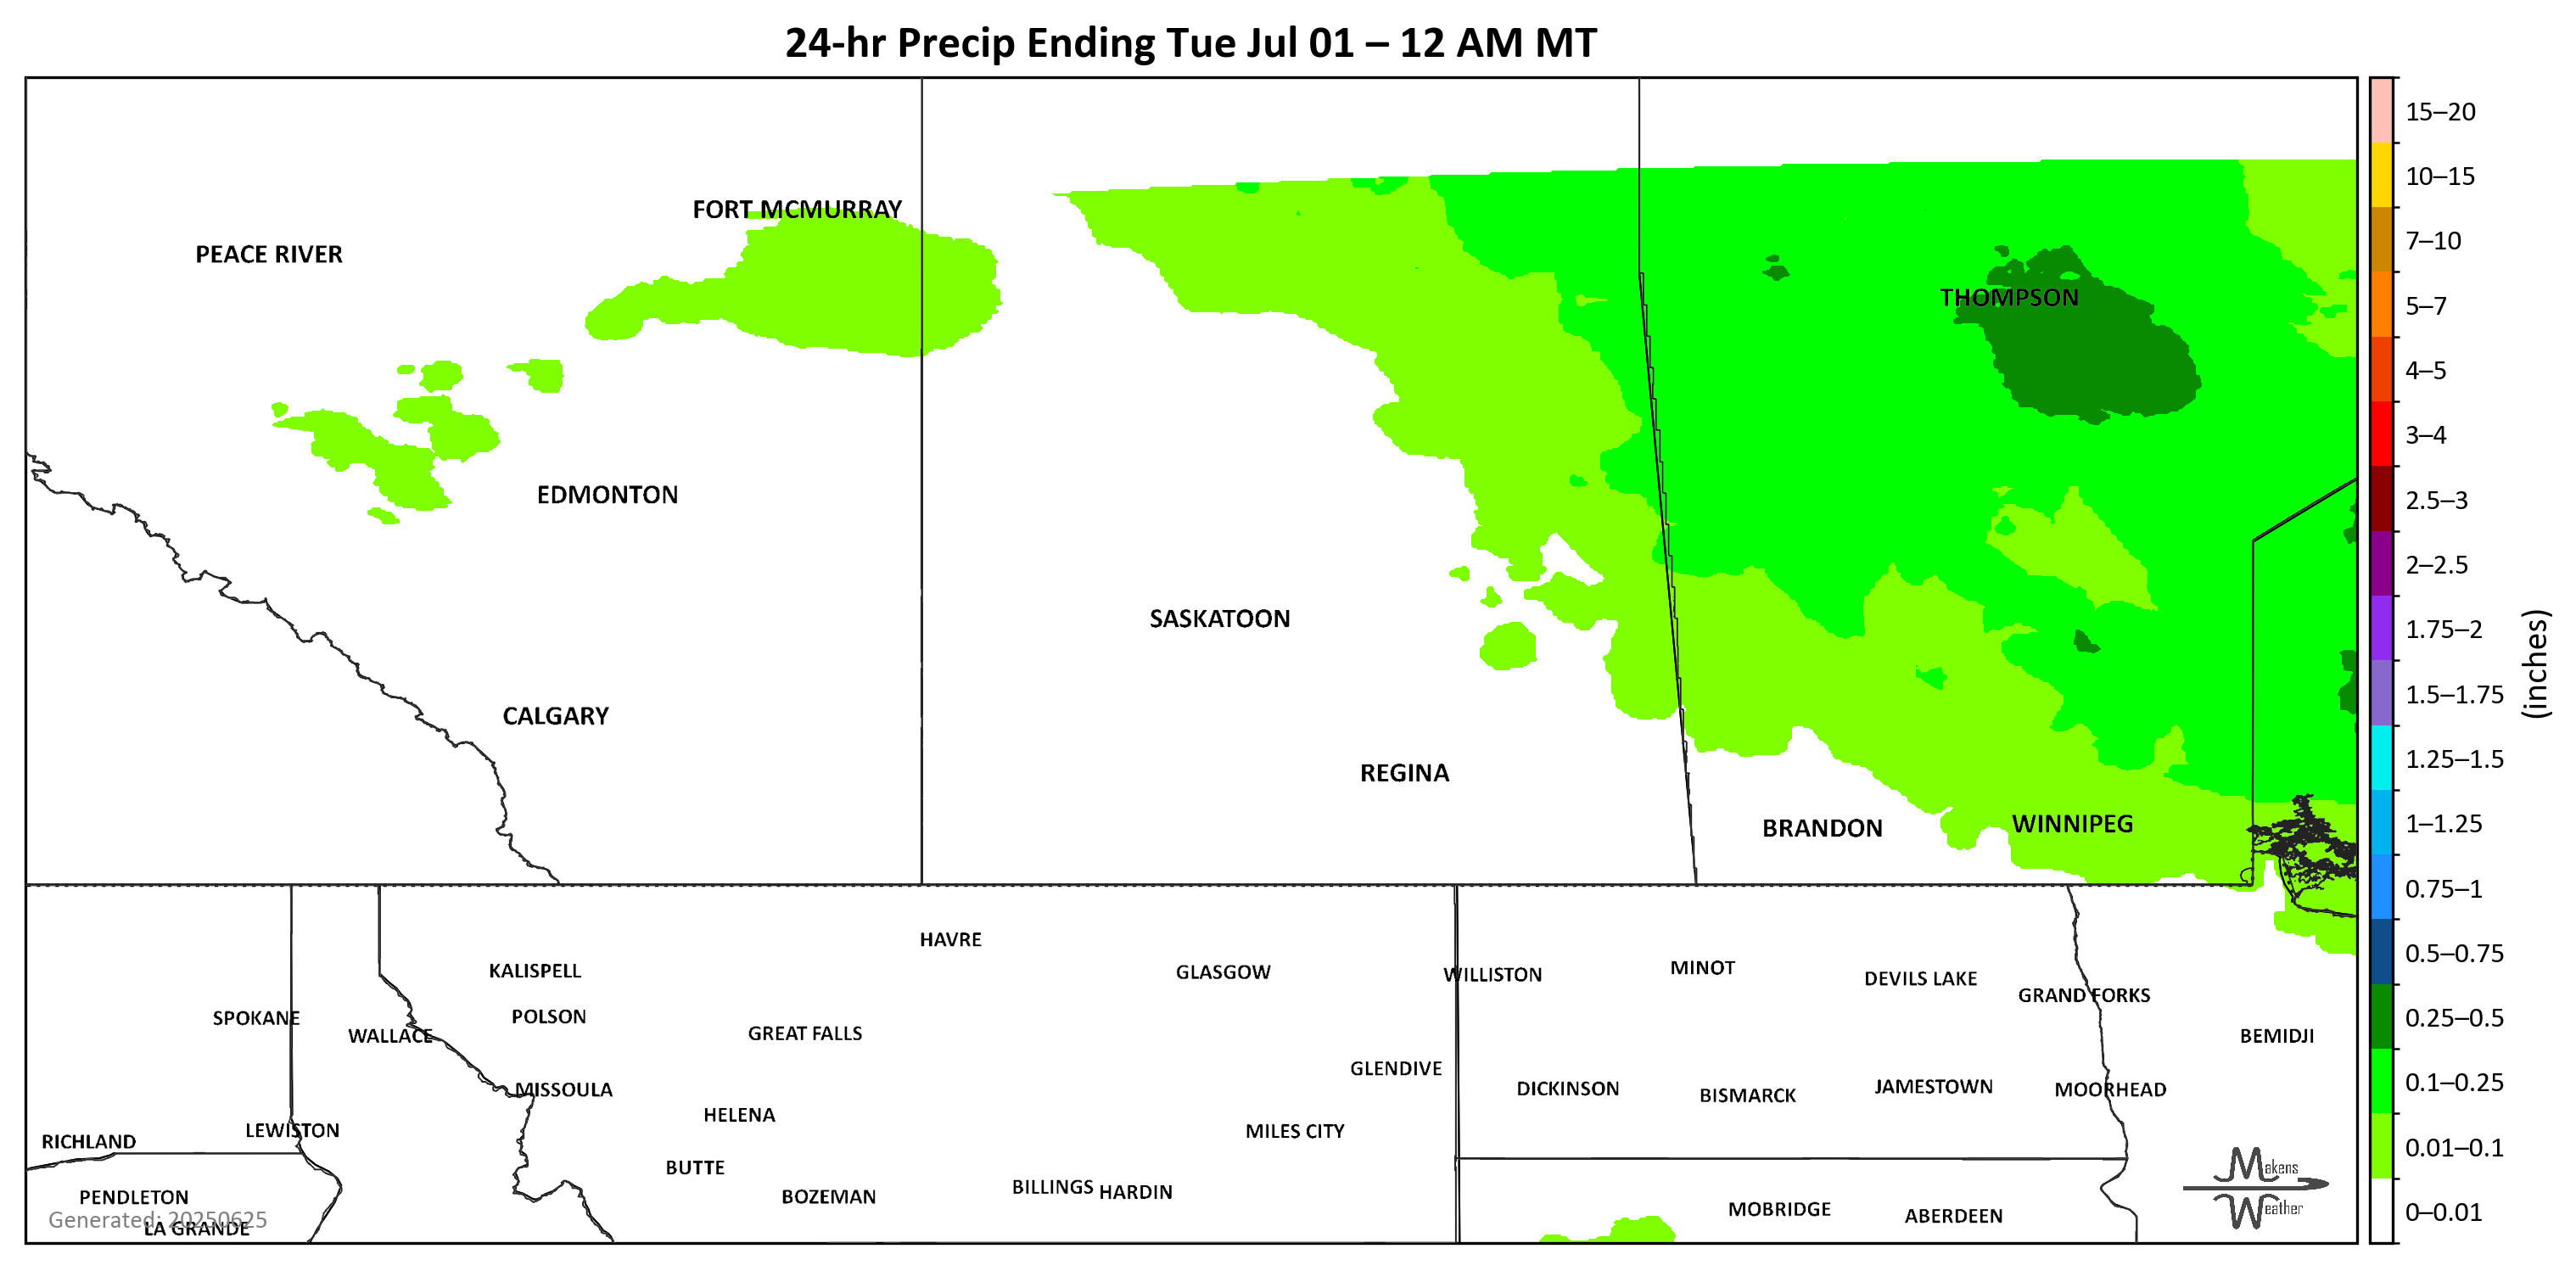 24-hr Precip Ending Tue Jul 01 – 12 AM MT
FORT MCMURRAY
PEACE RIVER
THOMPSON
EDMONTON
SASKATOON
CALGARY
REGINA
BRANDON
WINNIPEG
HAVRE
KALISPELL
GLASGOW
WILLISTON
MINOT
DEVILS LAKE
GRAND FORKS
SPOKANE
POLSON
WALLACE
GREAT FALLS
BEMIDJI
GLENDIVE
MISSOULA
DICKINSON
BISMARCK
JAMESTOWN
MOORHEAD
HELENA
LEWISTON
MILES CITY
RICHLAND
BUTTE
BOZEMAN
BILLINGS
HARDIN
PENDLETON
MOBRIDGE
ABERDEEN
Generated: 20250625
LA GRANDE
Makens
Weather
15–20
10–15
7–10
5–7
4–5
3–4
2.5–3
2–2.5
1.75–2
1.5–1.75
1.25–1.5
1–1.25
0.75–1
0.5–0.75
0.25–0.5
0.1–0.25
0.01–0.1
0–0.01
(inches)